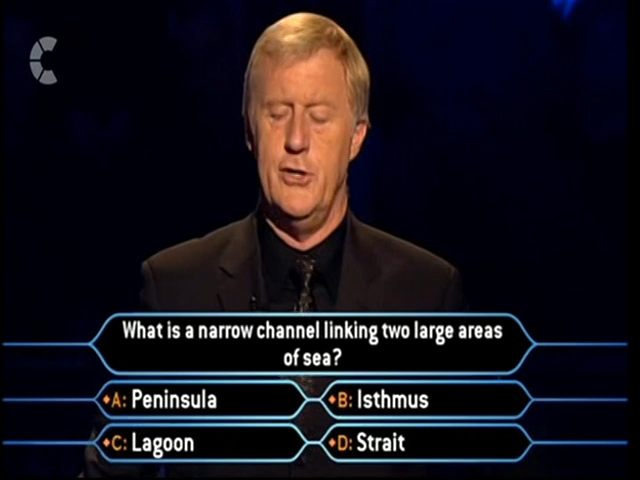 What is a narrow channel linking two large areas
of sea?
A: Peninsula
B: Isthmus
C: Lagoon
D: Strait